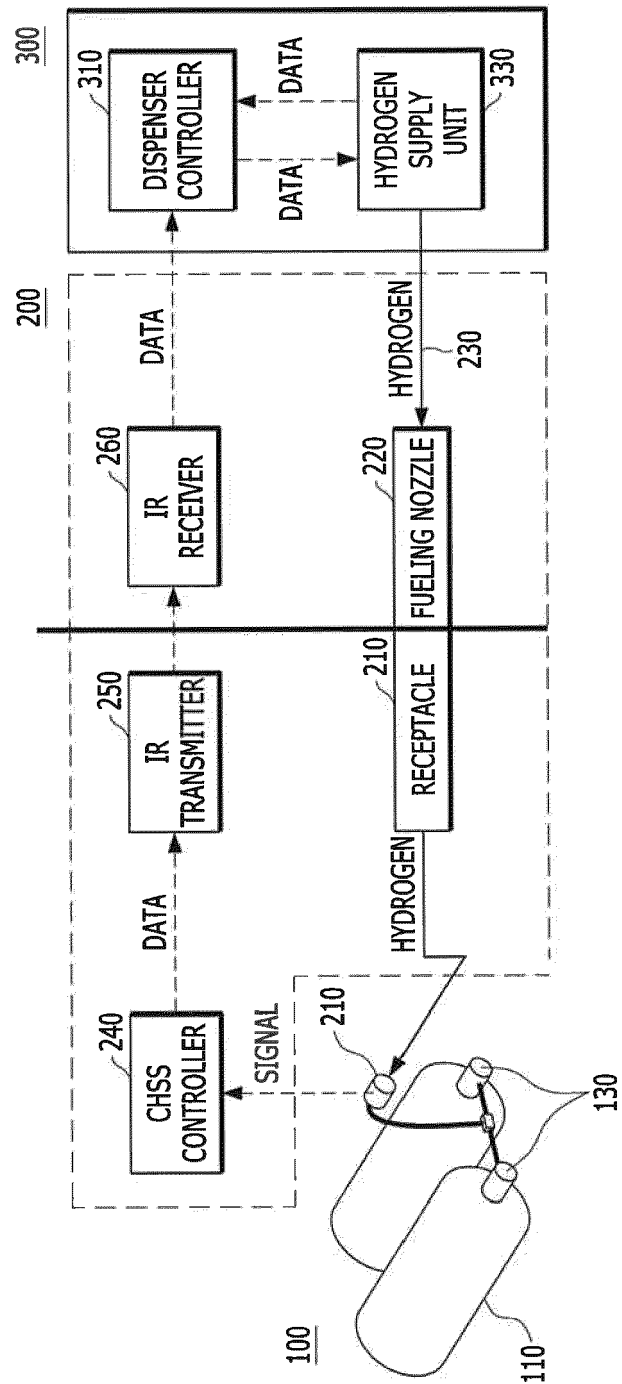 100
200
300
240
CHSS
CONTROLLER
DATA
250
IR
TRANSMITTER
260
IR
RECEIVER
DATA
310
DISPENSER
CONTROLLER
SIGNAL
DATA
DATA
210
HYDROGEN
210
RECEPTACLE
220
FUELING NOZZLE
HYDROGEN
230
HYDROGEN
SUPPLY
UNIT
330
110
130